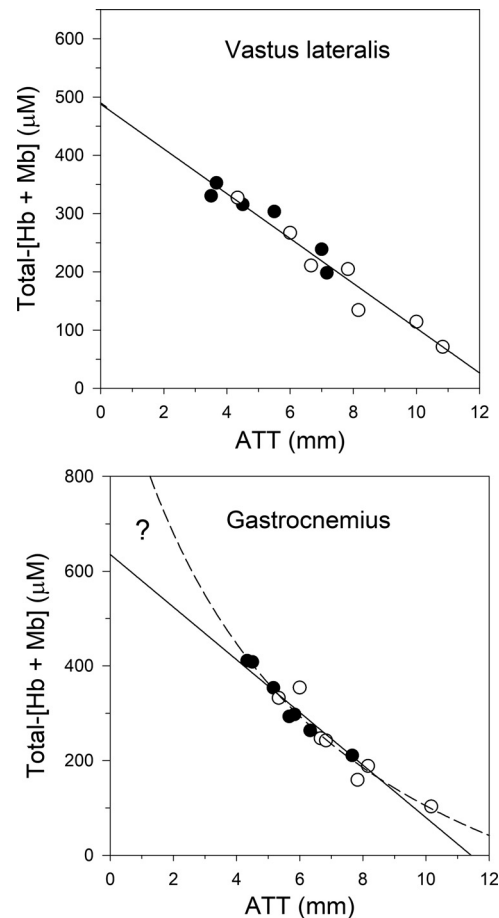 Vastus lateralis
Total-[Hb + Mb] (μM)
600
500
400
300
200
100
0
0 2 4 6 8 10 12
ATT (mm)
Gastrocnemius
?
Total-[Hb + Mb] (μM)
800
600
400
200
0
0 2 4 6 8 10 12
ATT (mm)